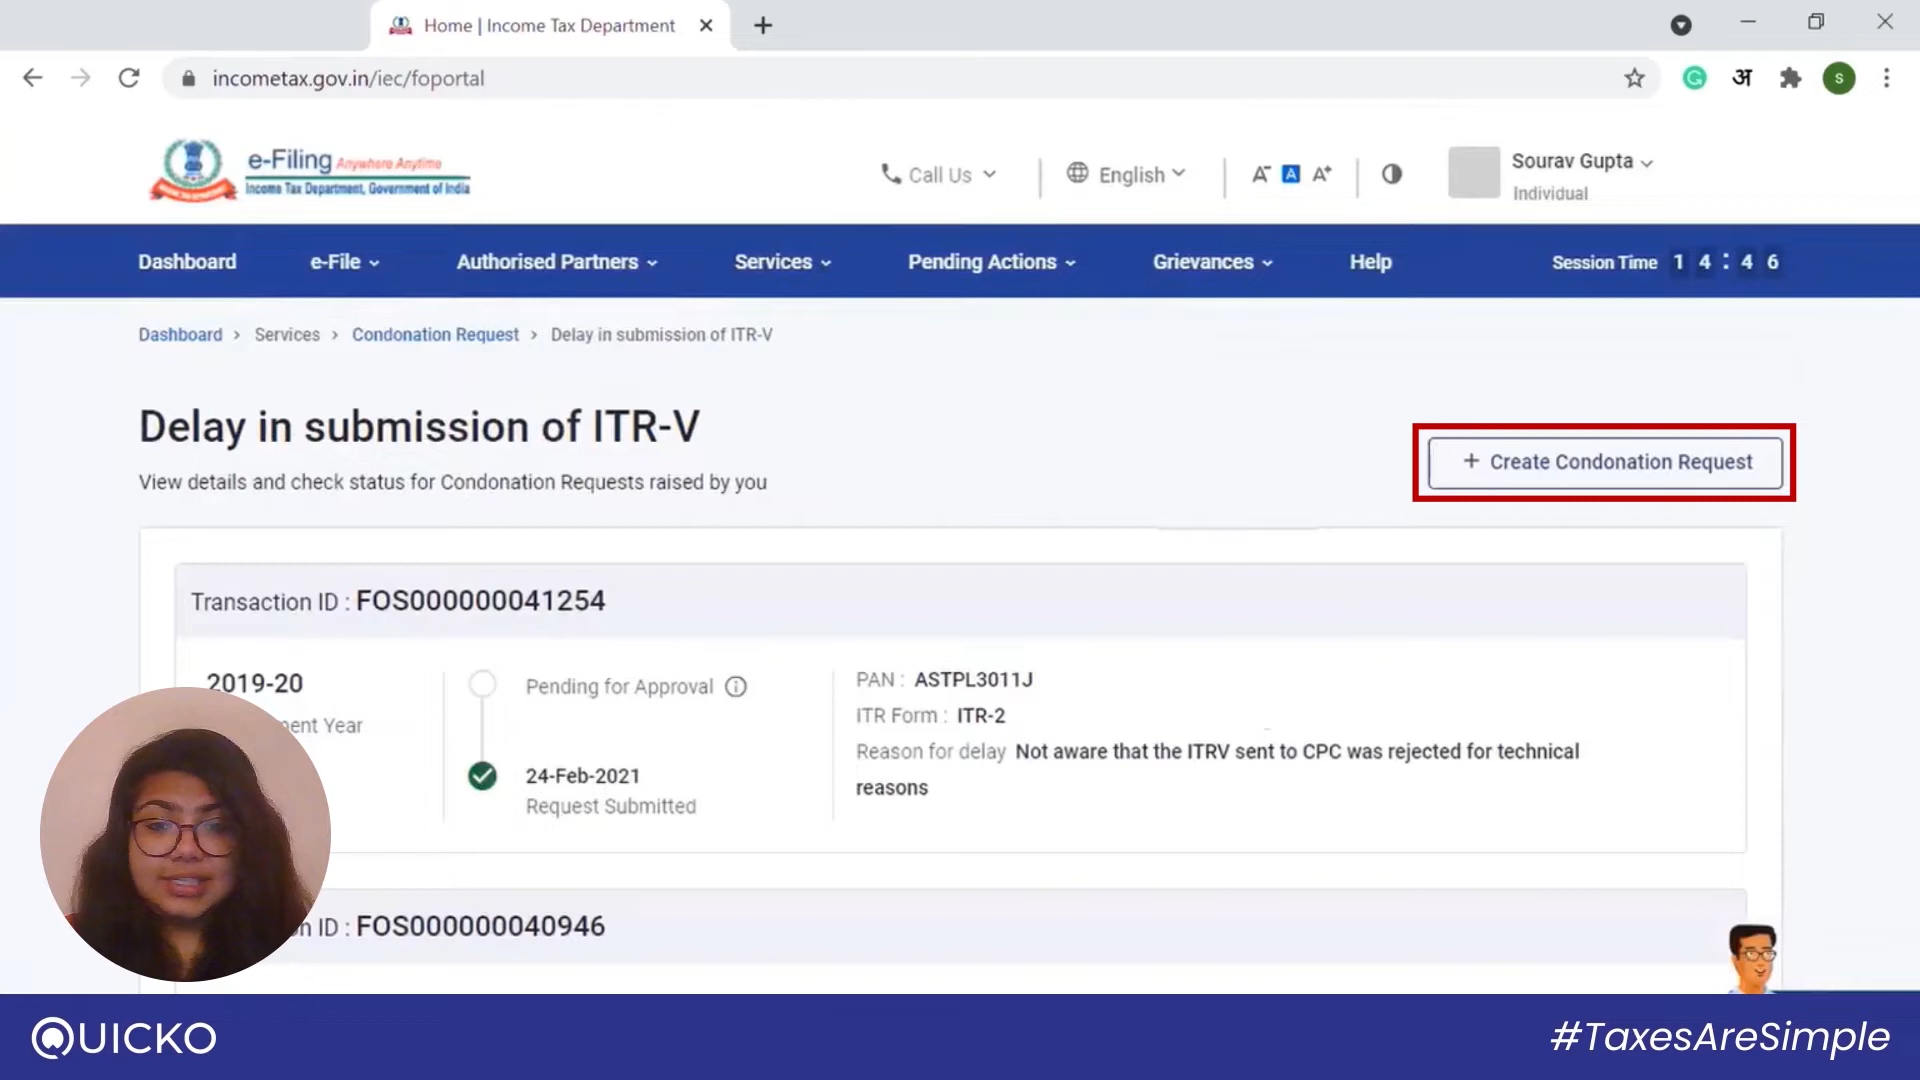 Home | Income Tax Department
incometax.gov.in/iec/foportal
अ
S
e-Filing Anywhere Anytime
Income Tax Department, Government of India
Call Us
English
A- A A+
Sourav Gupta
Individual
Dashboard e-File Authorised Partners Services Pending Actions Grievances Help Session Time 1 4 : 4 6
Dashboard > Services > Condonation Request > Delay in submission of ITR-V
Delay in submission of ITR-V
+ Create Condonation Request
View details and check status for Condonation Requests raised by you
Transaction ID : FOS000000041254
2019-20
ent Year
Pending for Approval
24-Feb-2021
Request Submitted
PAN : ASTPL3011J
ITR Form : ITR-2
Reason for delay Not aware that the ITRV sent to CPC was rejected for technical
reasons
n ID : FOS000000040946
QUICKO
#TaxesAreSimple